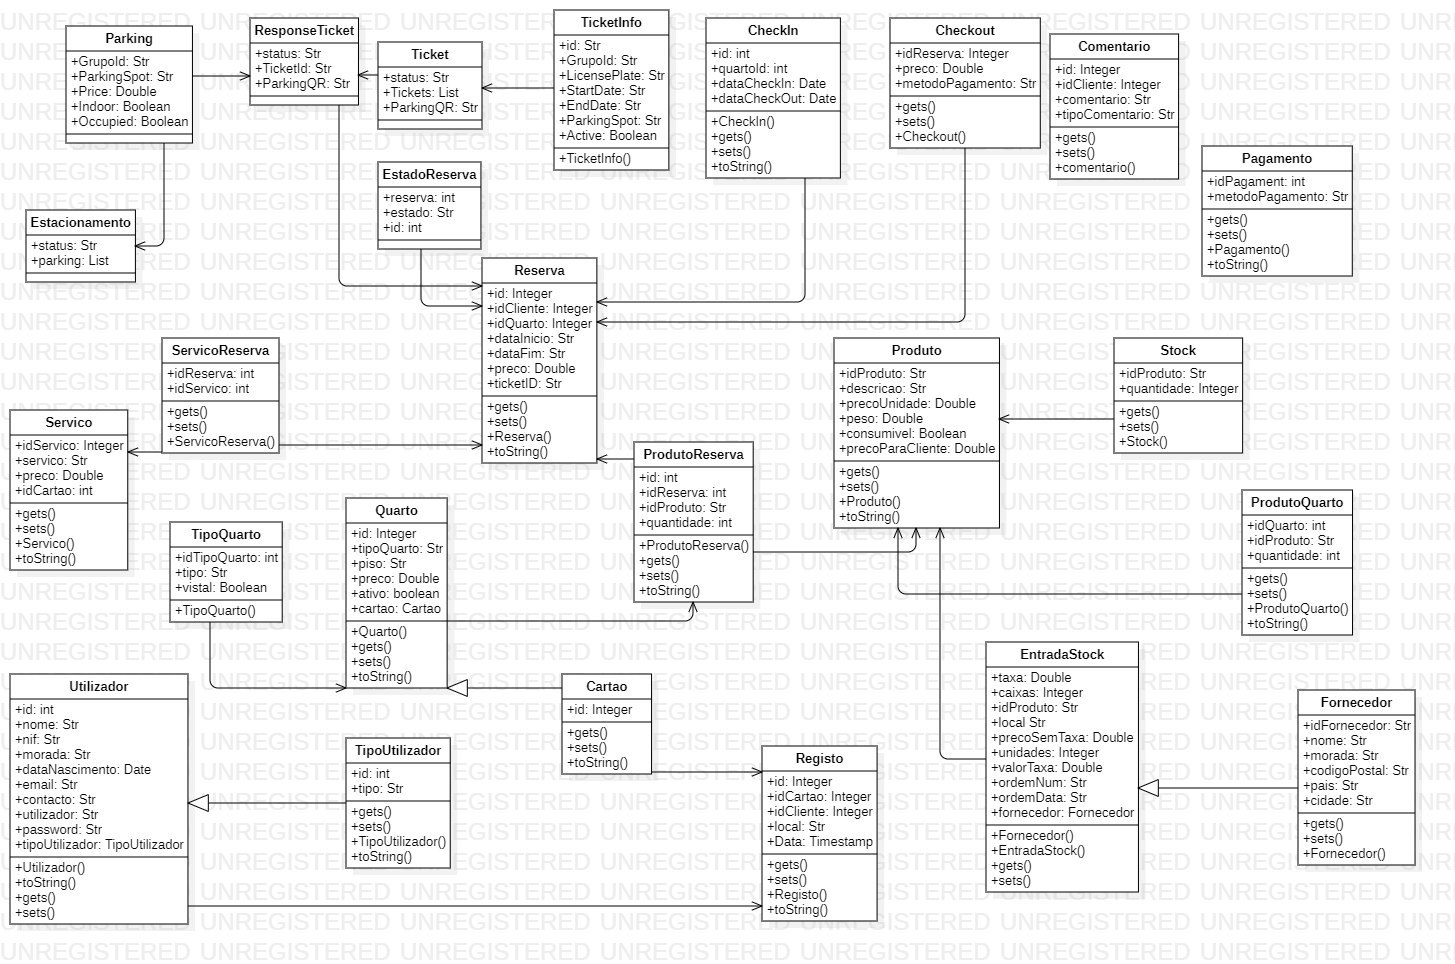 Parking
+GrupoId: Str
+ParkingSpot: Str
+Price: Double
+Indoor: Boolean
+Occupied: Boolean
ResponseTicket
+status: Str
+TicketId: Str
+ParkingQR: Str
Ticket
+status: Str
+Tickets: List
+ParkingQR: Str
TicketInfo
+id: Str
+GrupoId: Str
+LicensePlate: Str
+StartDate: Str
+EndDate: Str
+ParkingSpot: Str
+Active: Boolean
+TicketInfo()
CheckIn
+id: int
+quartoId: int
+dataCheckIn: Date
+dataCheckOut: Date
+CheckIn()
+gets()
+sets()
+toString()
Checkout
+idReserva: Integer
+preco: Double
+metodoPagamento: Str
+gets()
+sets()
+Checkout()
Comentario
+id: Integer
+idCliente: Integer
+comentario: Str
+tipoComentario: Str
+gets()
+sets()
+comentario()
Pagamento
+idPagament: int
+metodoPagamento: Str
+gets()
+sets()
+Pagamento()
+toString()
Estacionamento
+status: Str
+parking: List
EstadoReserva
+reserva: int
+estado: Str
+id: int
Reserva
+id: Integer
+idCliente: Integer
+idQuarto: Integer
+dataInicio: Str
+dataFim: Str
+preco: Double
+ticketID: Str
+gets()
+sets()
+Reserva()
+toString()
ServicoReserva
+idReserva: int
+idServico: int
+gets()
+sets()
+ServicoReserva()
Servico
+idServico: Integer
+servico: Str
+preco: Double
+idCartao: int
+gets()
+sets()
+Servico()
+toString()
Produto
+idProduto: Str
+descricao: Str
+precoUnidade: Double
+peso: Double
+consumivel: Boolean
+precoParaCliente: Double
+gets()
+sets()
+Produto()
+toString()
Stock
+idProduto: Str
+quantidade: Integer
+gets()
+sets()
+Stock()
ProdutoReserva
+id: int
+idReserva: int
+idProduto: Str
+quantidade: int
+ProdutoReserva()
+gets()
+sets()
+toString()
ProdutoQuarto
+idQuarto: int
+idProduto: Str
+quantidade: int
+gets()
+sets()
+ProdutoQuarto()
+toString()
TipoQuarto
+idTipoQuarto: int
+tipo: Str
+vistal: Boolean
+TipoQuarto()
Quarto
+id: Integer
+tipoQuarto: Str
+piso: Str
+preco: Double
+ativo: boolean
+cartao: Cartao
+Quarto()
+gets()
+sets()
+toString()
Utilizador
+id: int
+nome: Str
+nif: Str
+morada: Str
+dataNascimento: Date
+email: Str
+contacto: Str
+utilizador: Str
+password: Str
+tipoUtilizador: TipoUtilizador
+Utilizador()
+toString()
+gets()
+sets()
TipoUtilizador
+id: int
+tipo: Str
+gets()
+sets()
+TipoUtilizador()
+toString()
Cartao
+id: Integer
+gets()
+sets()
+toString()
Registo
+id: Integer
+idCartao: Integer
+idCliente: Integer
+local: Str
+Data: Timestamp
+gets()
+sets()
+Registo()
+toString()
EntradaStock
+taxa: Double
+caixas: Integer
+idProduto: Str
+local Str
+precoSemTaxa: Double
+unidades: Integer
+valorTaxa: Double
+ordemNum: Str
+ordemData: Str
+fornecedor: Fornecedor
+Fornecedor()
+EntradaStock()
+gets()
+sets()
Fornecedor
+idFornecedor: Str
+nome: Str
+morada: Str
+codigoPostal: Str
+pais: Str
+cidade: Str
+gets()
+sets()
+Fornecedor()